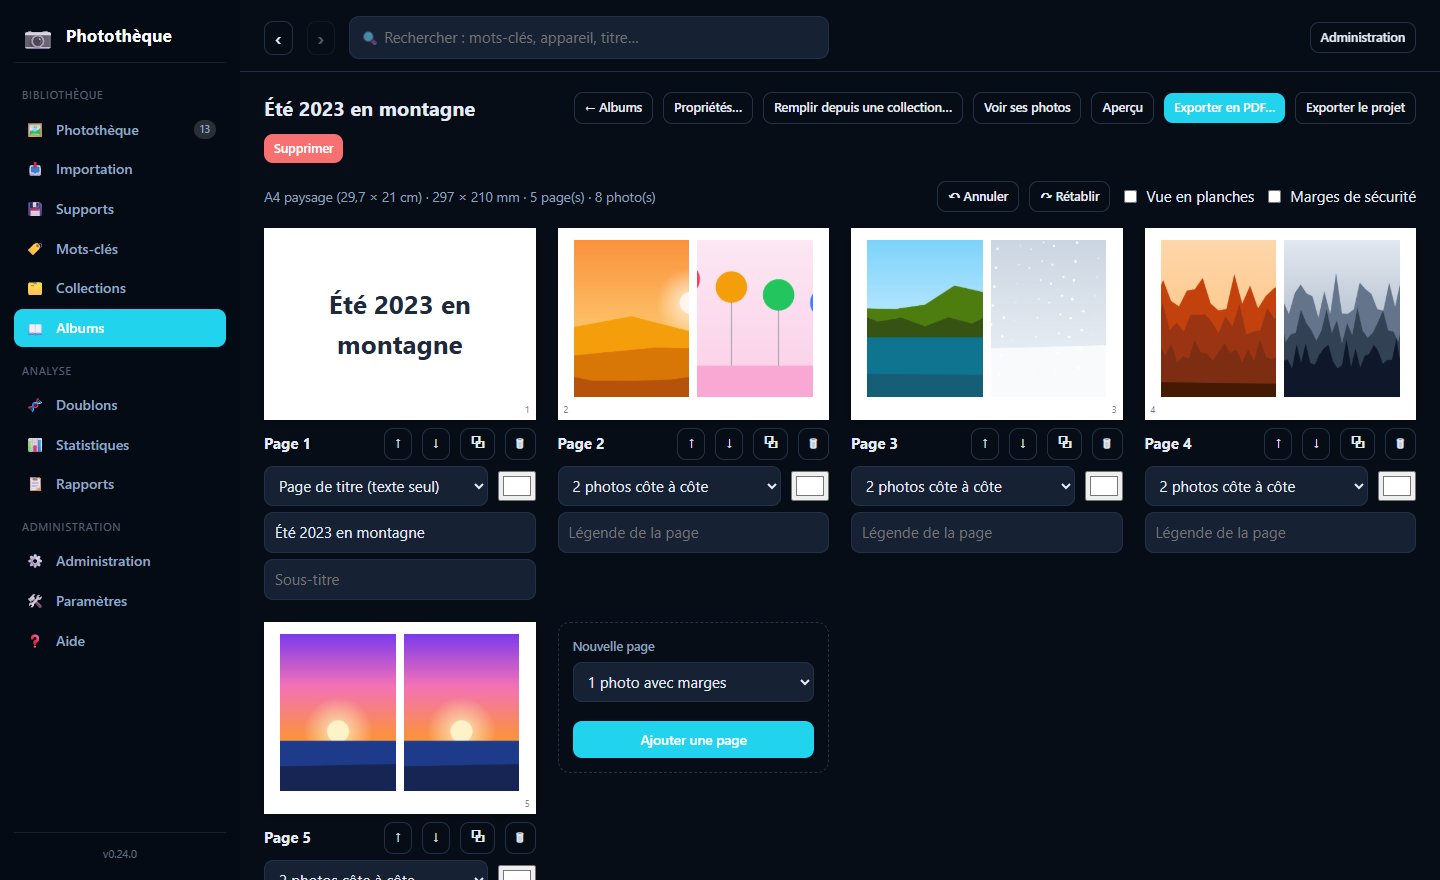 Photothèque
BIBLIOTHÈQUE
Photothèque 13
Importation
Supports
Mots-clés
Collections
Albums
ANALYSE
Doublons
Statistiques
Rapports
ADMINISTRATION
Administration
Paramètres
Aide
v0.24.0
‹ › Rechercher : mots-clés, appareil, titre... Administration
Été 2023 en montagne ← Albums Propriétés... Remplir depuis une collection... Voir ses photos Aperçu Exporter en PDF... Exporter le projet
Supprimer
A4 paysage (29,7 × 21 cm) · 297 × 210 mm · 5 page(s) · 8 photo(s) Annuler Rétablir Vue en planches Marges de sécurité
Été 2023 en
montagne
1 2 3 4
Page 1 ↑ ↓ Page 2 ↑ ↓ Page 3 ↑ ↓ Page 4 ↑ ↓
Page de titre (texte seul) 2 photos côte à côte 2 photos côte à côte 2 photos côte à côte
Été 2023 en montagne Légende de la page Légende de la page Légende de la page
Sous-titre
5
Page 5 ↑ ↓
2 photos côte à côte
Nouvelle page
1 photo avec marges
Ajouter une page